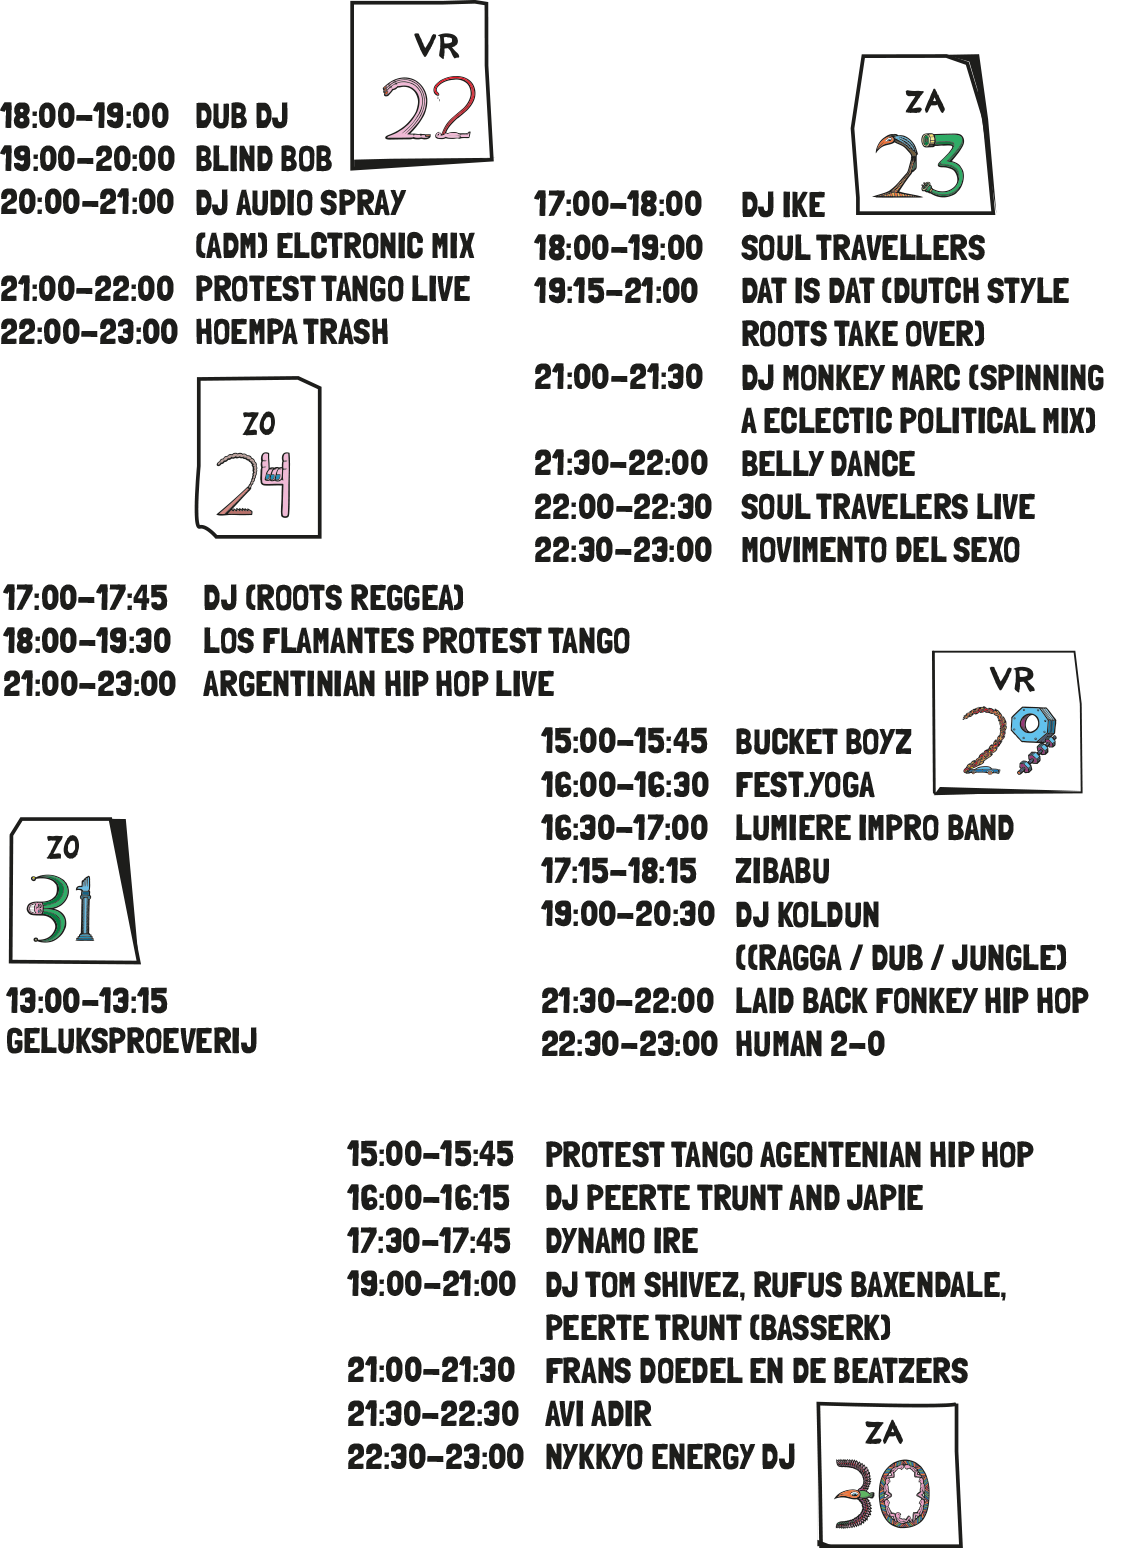 VR
22
18:00–19:00 DUB DJ
19:00–20:00 BLIND BOB
20:00–21:00 DJ AUDIO SPRAY
(ADM) ELCTRONIC MIX
21:00–22:00 PROTEST TANGO LIVE
22:00–23:00 HOEMPA TRASH
ZA
23
17:00–18:00 DJ IKE
18:00–19:00 SOUL TRAVELLERS
19:15–21:00 DAT IS DAT (DUTCH STYLE
ROOTS TAKE OVER)
21:00–21:30 DJ MONKEY MARC (SPINNING
A ECLECTIC POLITICAL MIX)
21:30–22:00 BELLY DANCE
22:00–22:30 SOUL TRAVELERS LIVE
22:30–23:00 MOVIMENTO DEL SEXO
ZO
24
17:00–17:45 DJ (ROOTS REGGEA)
18:00–19:30 LOS FLAMANTES PROTEST TANGO
21:00–23:00 ARGENTINIAN HIP HOP LIVE
VR
29
15:00–15:45 BUCKET BOYZ
16:00–16:30 FEST.YOGA
16:30–17:00 LUMIERE IMPRO BAND
17:15–18:15 ZIBABU
19:00–20:30 DJ KOLDUN
((RAGGA / DUB / JUNGLE)
21:30–22:00 LAID BACK FONKEY HIP HOP
22:30–23:00 HUMAN 2–0
ZO
31
13:00–13:15
GELUKSPROEVERIJ
15:00–15:45 PROTEST TANGO AGENTENIAN HIP HOP
16:00–16:15 DJ PEERTE TRUNT AND JAPIE
17:30–17:45 DYNAMO IRE
19:00–21:00 DJ TOM SHIVEZ, RUFUS BAXENDALE,
PEERTE TRUNT (BASSERK)
21:00–21:30 FRANS DOEDEL EN DE BEATZERS
21:30–22:30 AVI ADIR
22:30–23:00 NYKKYO ENERGY DJ
ZA
30